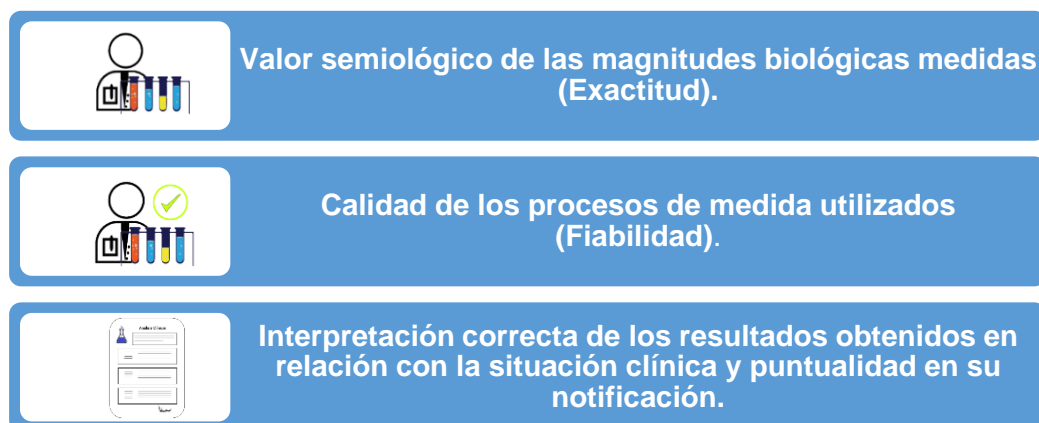 Valor semiológico de las magnitudes biológicas medidas
(Exactitud).
Calidad de los procesos de medida utilizados
(Fiabilidad).
Interpretación correcta de los resultados obtenidos en
relación con la situación clínica y puntualidad en su
notificación.